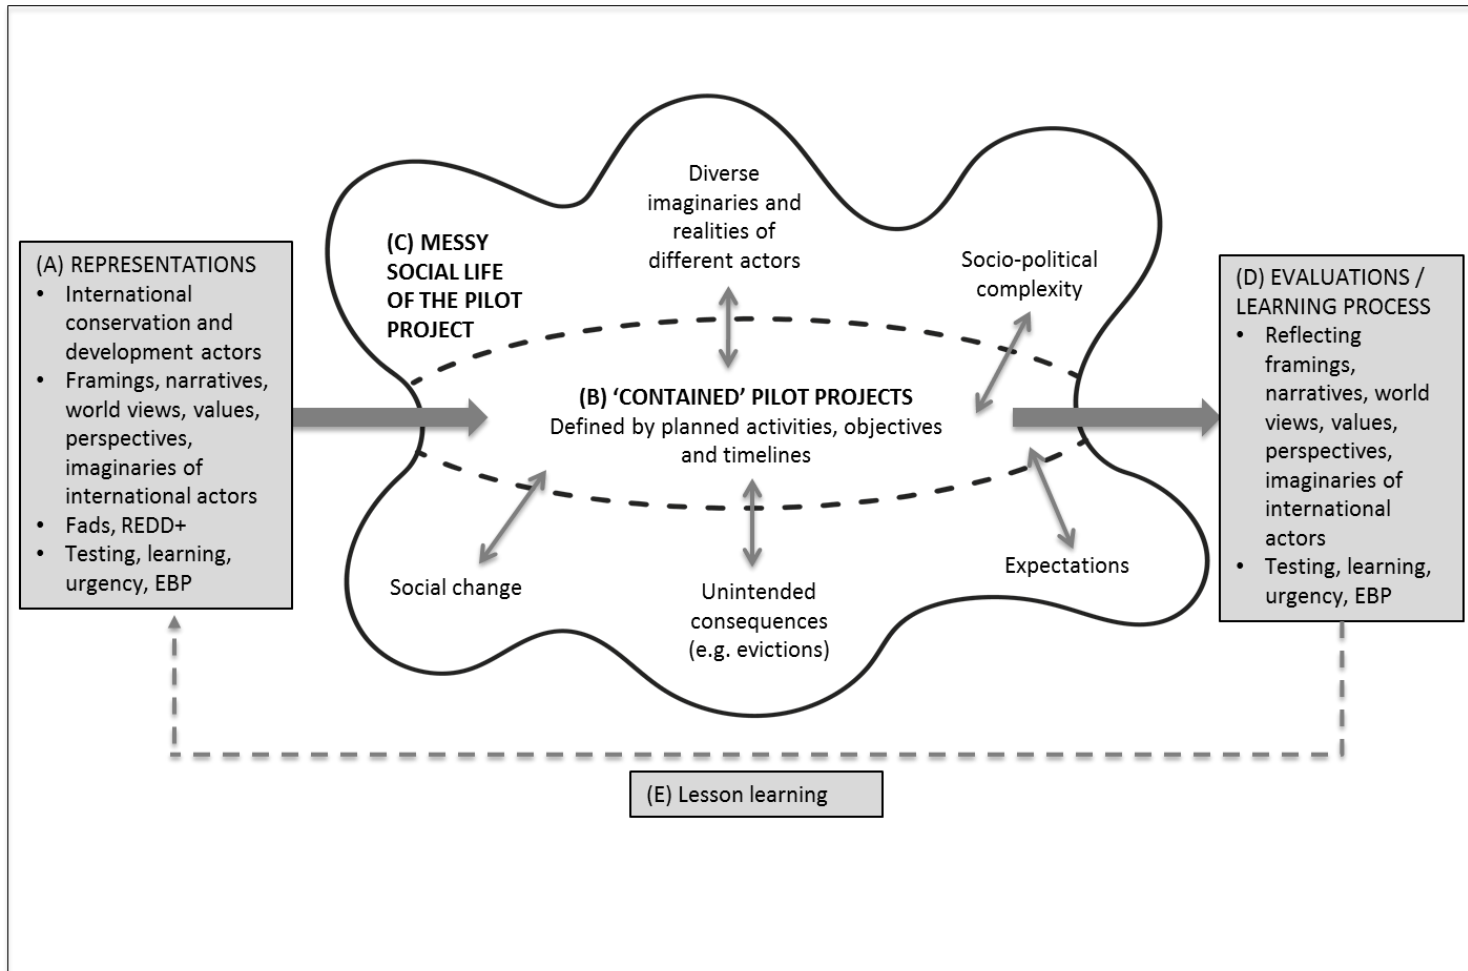 (A) REPRESENTATIONS
• International
conservation and
development actors
• Framings, narratives,
world views, values,
perspectives,
imaginaries of
international actors
• Fads, REDD+
• Testing, learning,
urgency, EBP
(C) MESSY
SOCIAL LIFE
OF THE PILOT
PROJECT
Diverse
imaginaries and
realities of
different actors
Socio-political
complexity
(B) ‘CONTAINED’ PILOT PROJECTS
Defined by planned activities, objectives
and timelines
Social change
Unintended
consequences
(e.g. evictions)
Expectations
(D) EVALUATIONS /
LEARNING PROCESS
• Reflecting
framings,
narratives, world
views, values,
perspectives,
imaginaries of
international
actors
• Testing, learning,
urgency, EBP
(E) Lesson learning